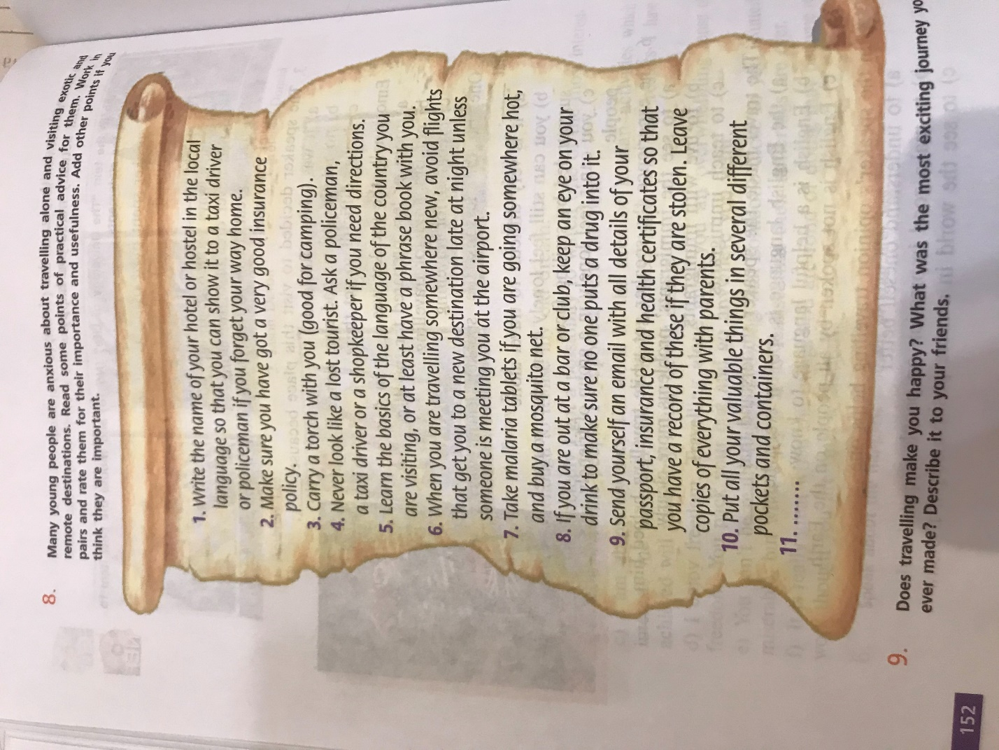 8. Many young people are anxious about travelling alone and visiting exotic and
remote destinations. Read some points of practical advice for them. Work in
pairs and rate them for their importance and usefulness. Add other points if you
think they are important.
1. Write the name of your hotel or hostel in the local
language so that you can show it to a taxi driver
or policeman if you forget your way home.
2. Make sure you have got a very good insurance
policy.
3. Carry a torch with you (good for camping).
4. Never look like a lost tourist. Ask a policeman,
a taxi driver or a shopkeeper if you need directions.
5. Learn the basics of the language of the country you
are visiting, or at least have a phrase book with you.
6. When you are travelling somewhere new, avoid flights
that get you to a new destination late at night unless
someone is meeting you at the airport.
7. Take malaria tablets if you are going somewhere hot,
and buy a mosquito net.
8. If you are out at a bar or club, keep an eye on your
drink to make sure no one puts a drug into it.
9. Send yourself an email with all details of your
passport, insurance and health certificates so that
you have a record of these if they are stolen. Leave
copies of everything with parents.
10. Put all your valuable things in several different
pockets and containers.
11. ......
9. Does travelling make you happy? What was the most exciting journey
ever made? Describe it to your friends.
152